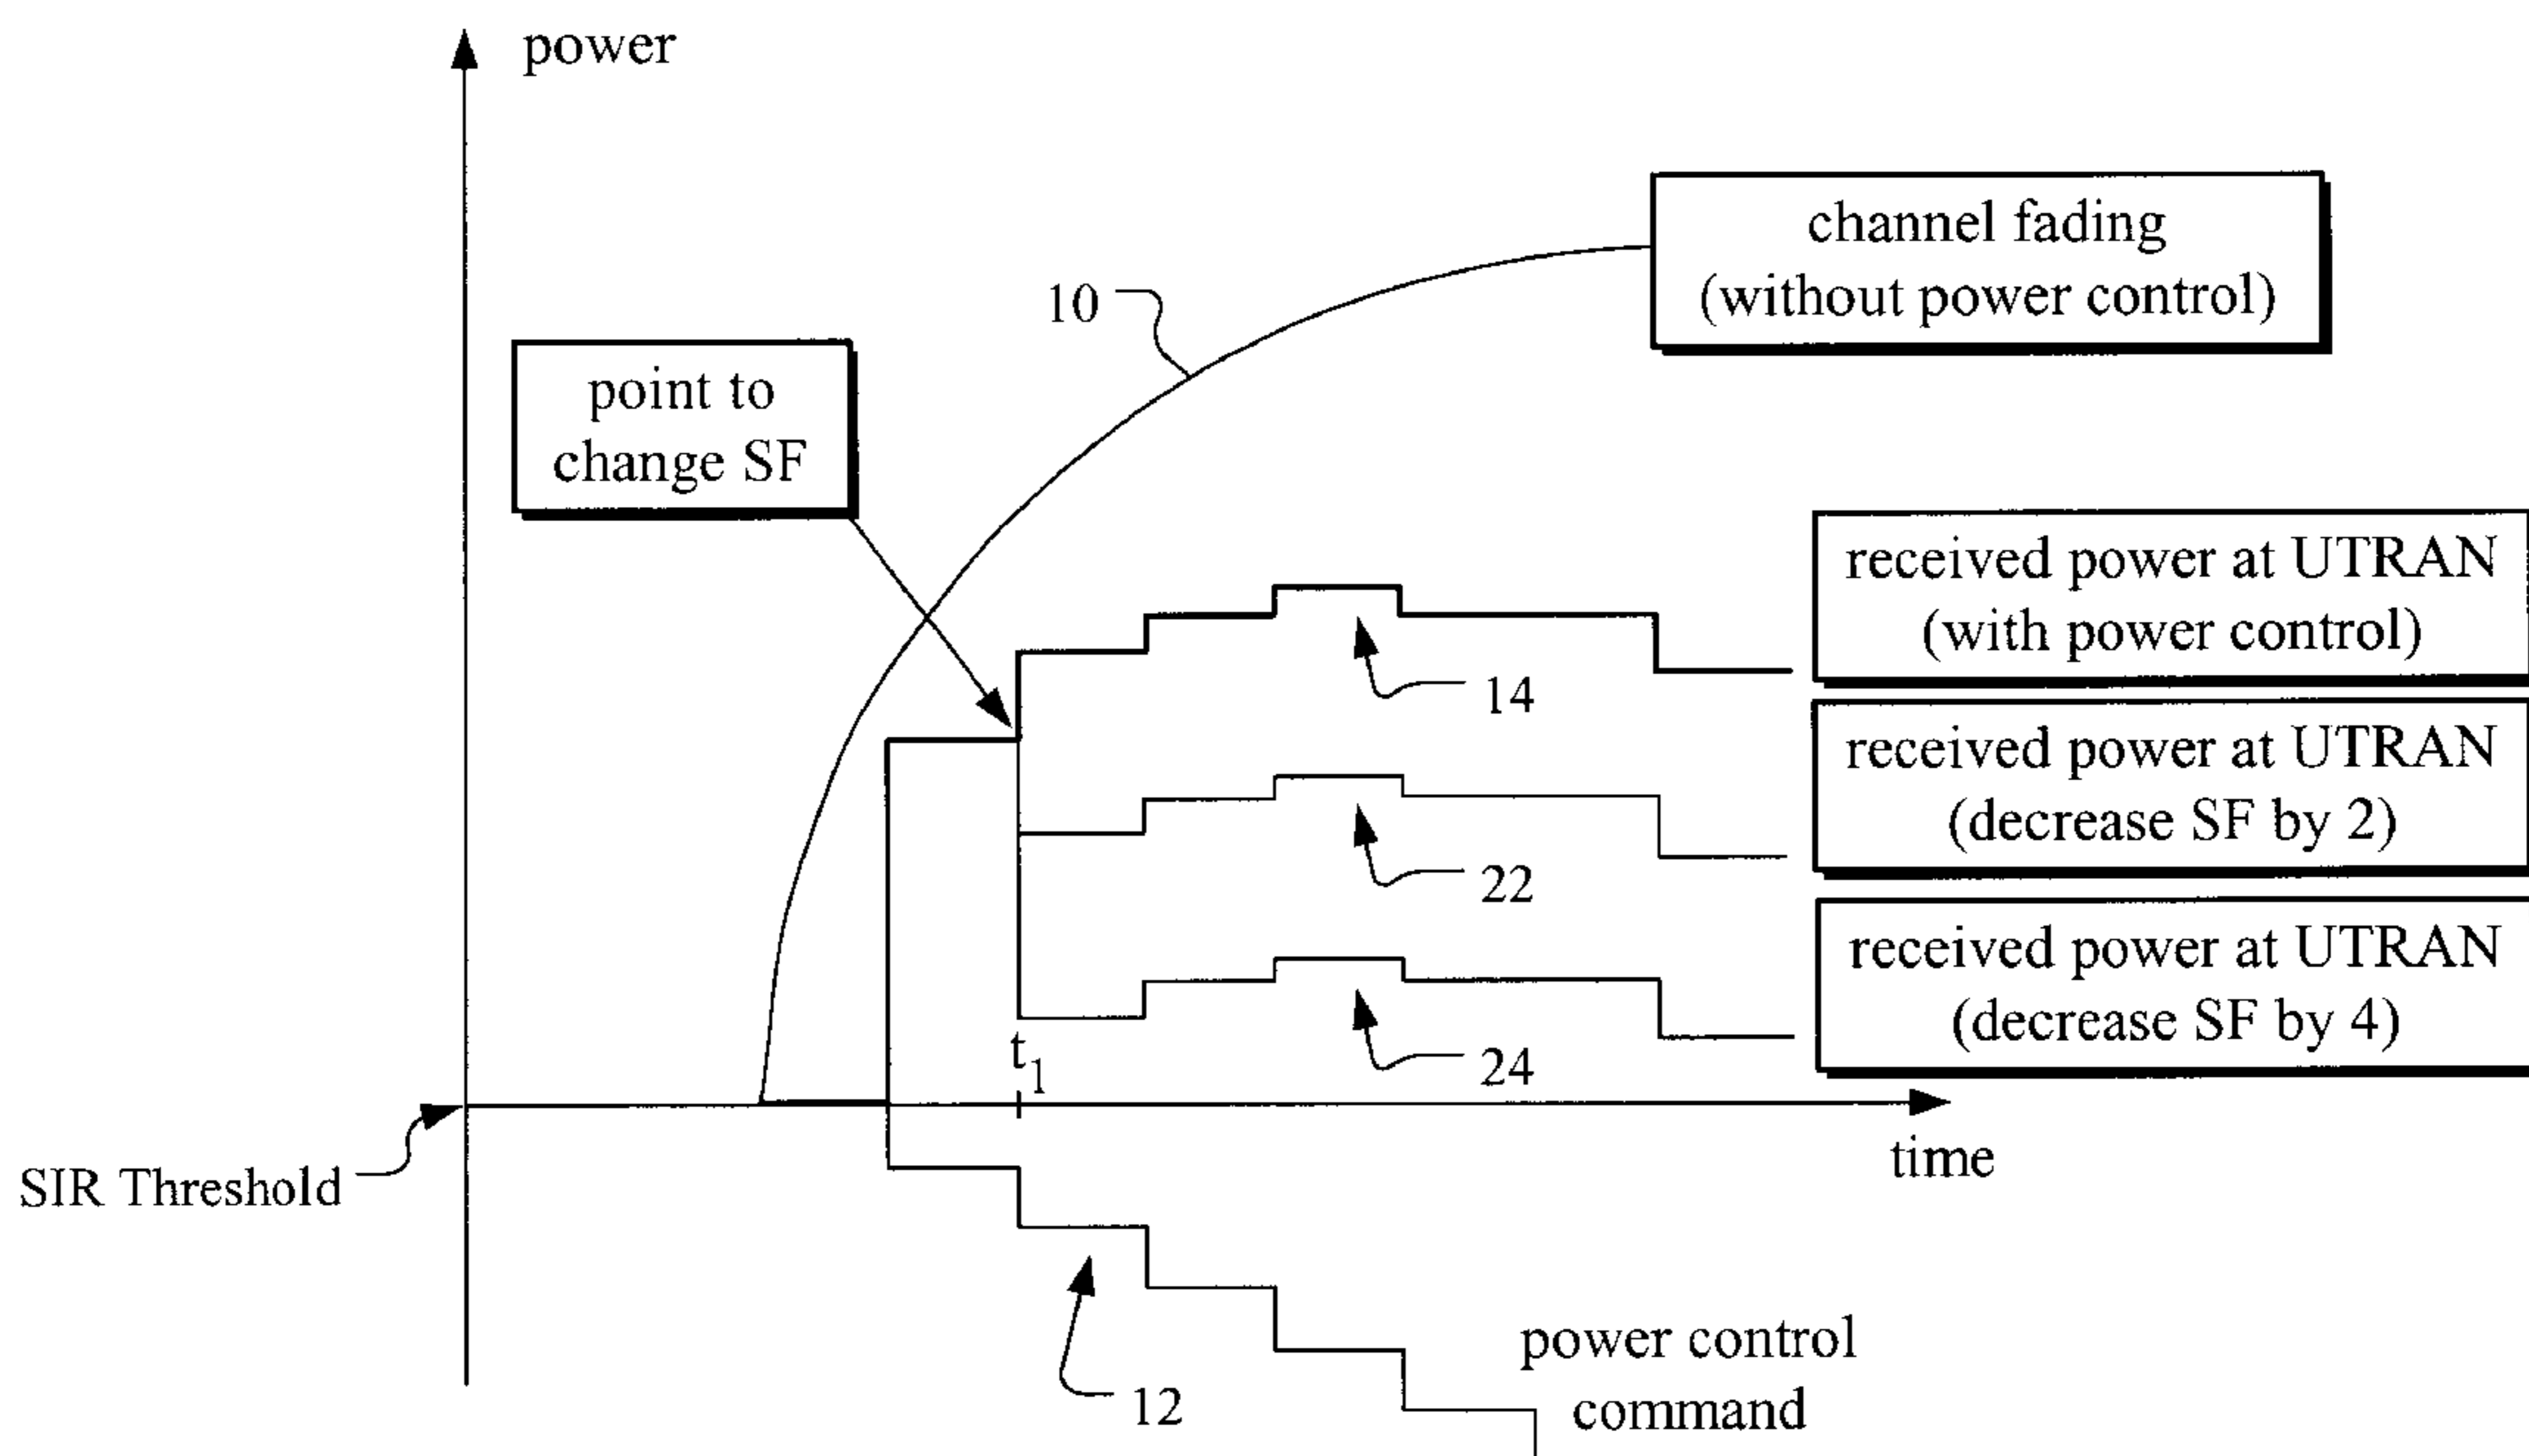 power
channel fading
(without power control)
10
point to
change SF
received power at UTRAN
(with power control)
14
received power at UTRAN
(decrease SF by 2)
22
received power at UTRAN
(decrease SF by 4)
24
t1
time
SIR Threshold
12
power control
command